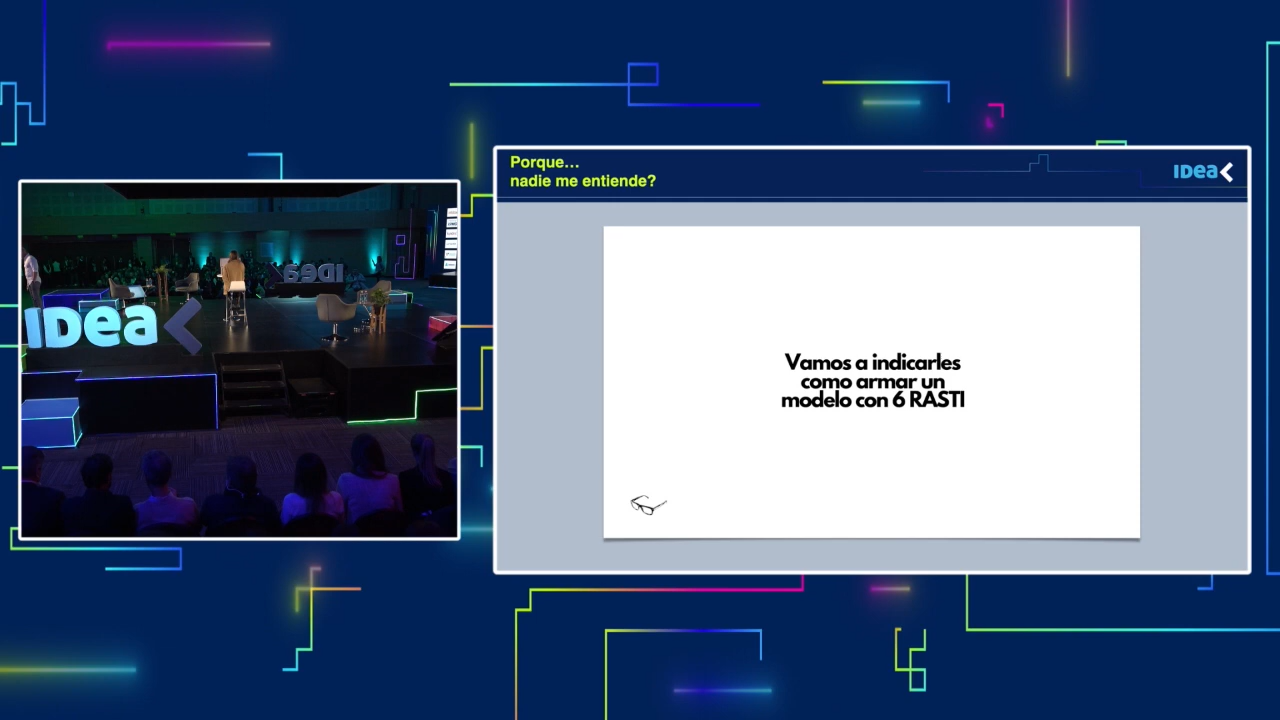 Porque...
nadie me entiende?
IDea
IDea
IDea
Vamos a indicarles
como armar un
modelo con 6 RASTI